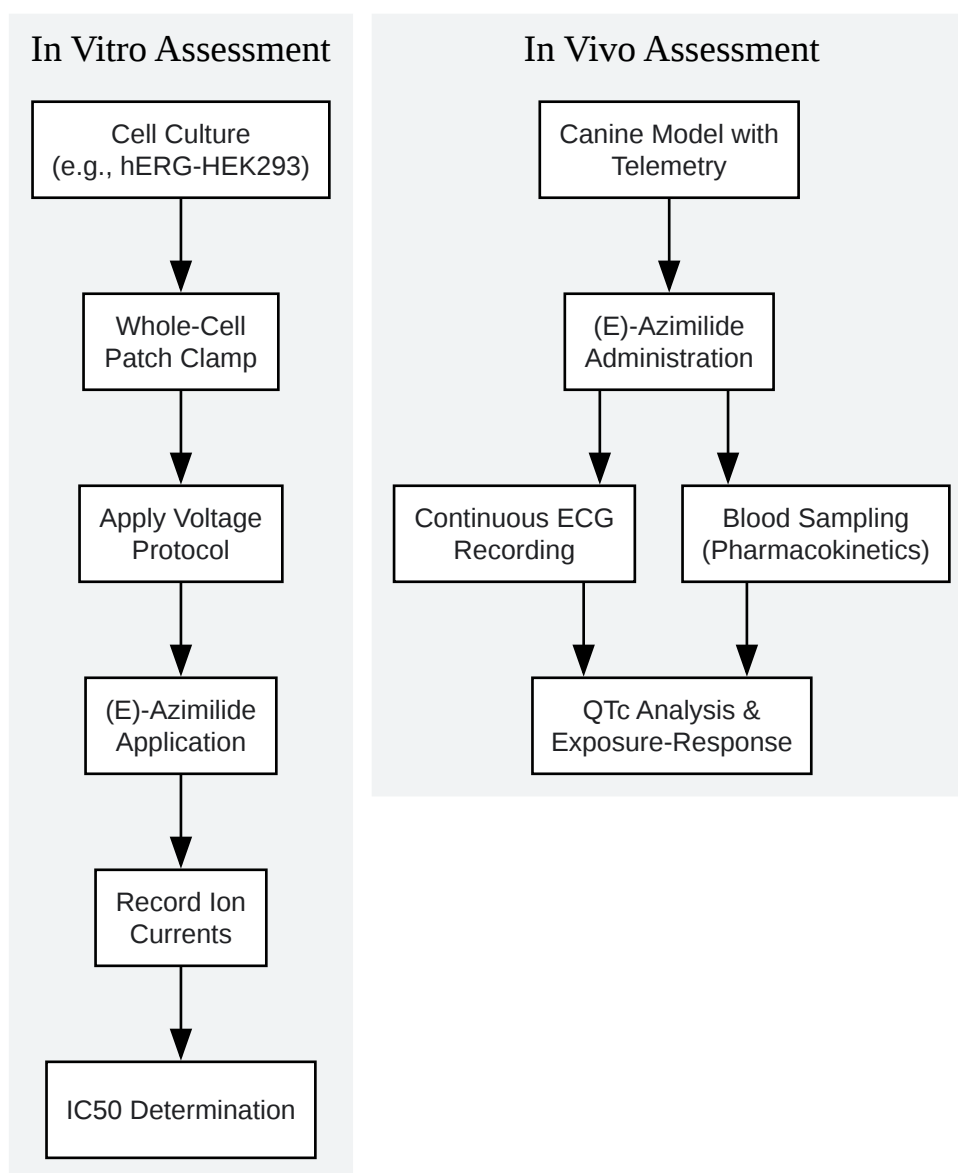 In Vitro Assessment
Cell Culture
(e.g., hERG-HEK293)
Whole-Cell
Patch Clamp
Apply Voltage
Protocol
(E)-Azimilide
Application
Record Ion
Currents
IC50 Determination
In Vivo Assessment
Canine Model with
Telemetry
(E)-Azimilide
Administration
Continuous ECG
Recording
Blood Sampling
(Pharmacokinetics)
QTc Analysis &
Exposure-Response